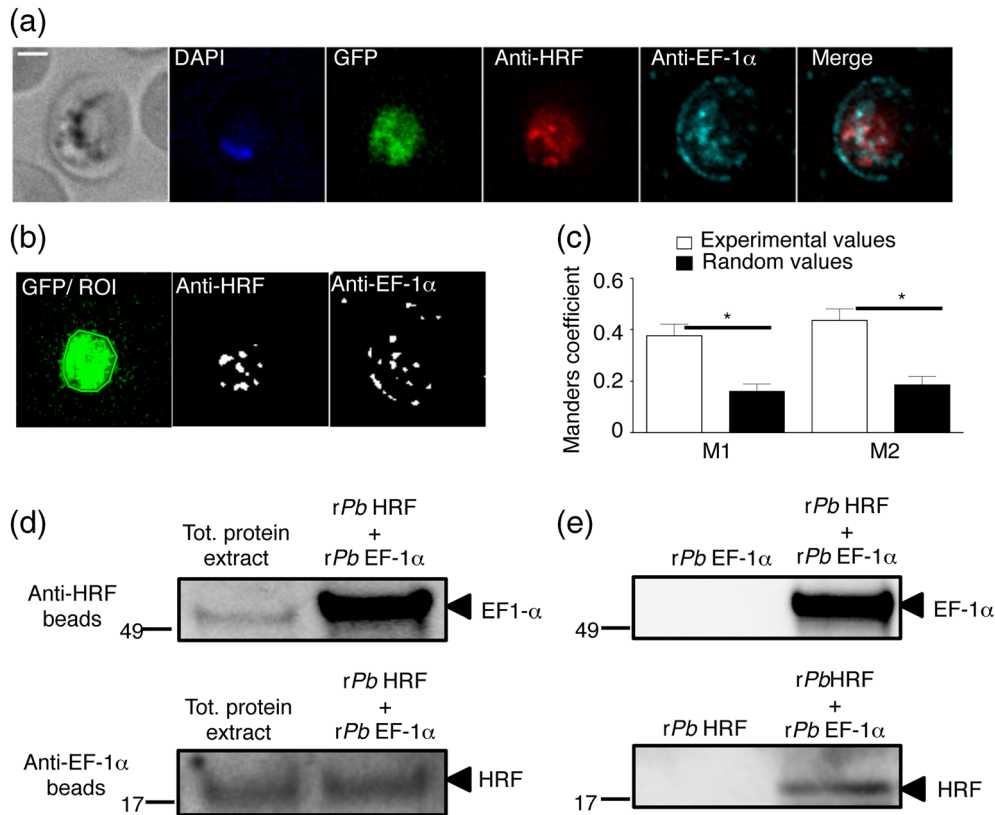 (a)
DAPI
GFP
Anti-HRF
Anti-EF-1α
Merge
(b)
GFP/ ROI
Anti-HRF
Anti-EF-1α
(c)
Experimental values
Random values
Manders coefficient
0.6
0.4
0.2
0
*
*
M1
M2
(d)
Tot. protein
extract
rPb HRF
+
rPb EF-1α
Anti-HRF
beads
49
EF1-α
Tot. protein
extract
rPb HRF
+
rPb EF-1α
Anti-EF-1α
beads
17
HRF
(e)
rPb EF-1α
rPb HRF
+
rPb EF-1α
49
EF-1α
rPb HRF
rPbHRF
+
rPb EF-1α
17
HRF